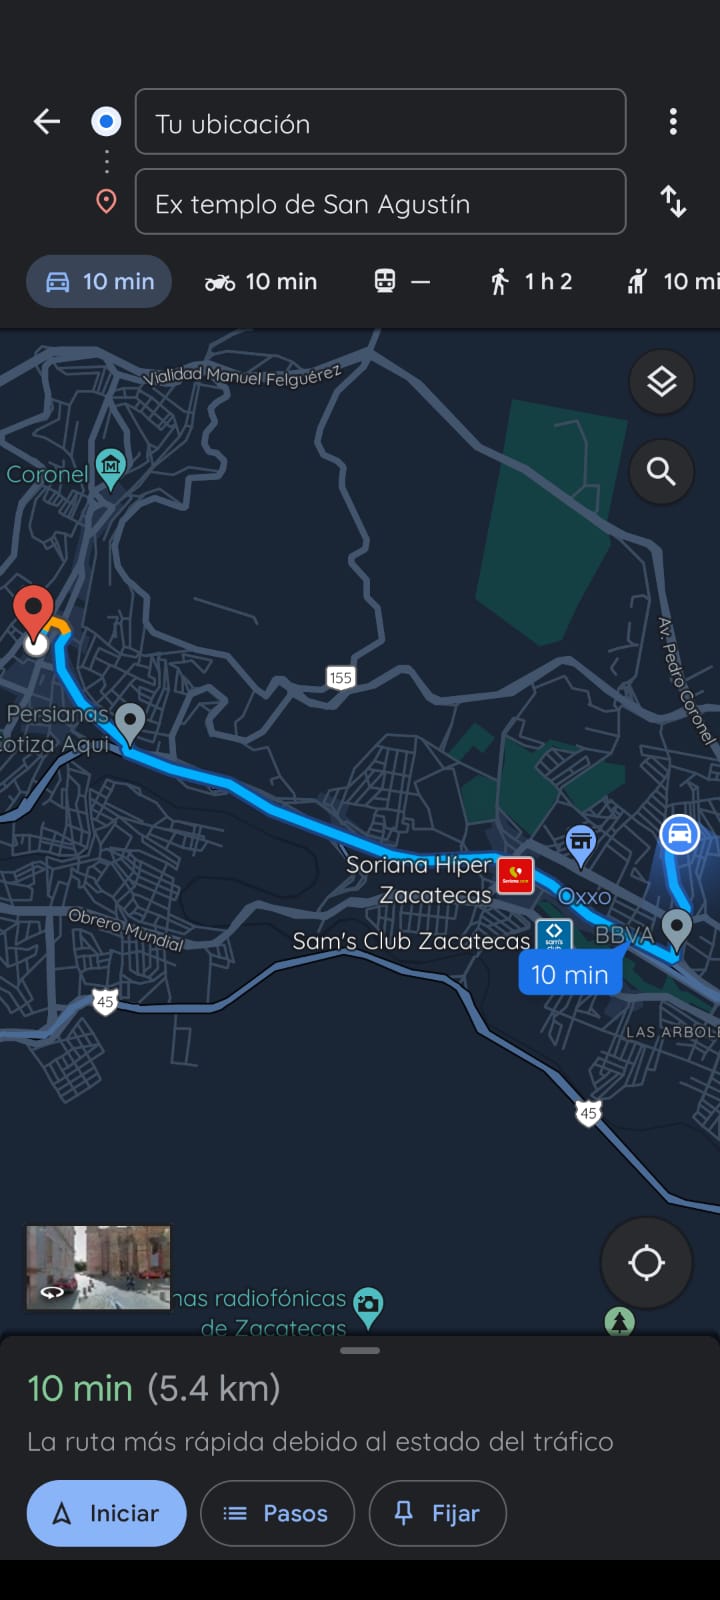 Tu ubicación
Ex templo de San Agustín
10 min
10 min
—
1 h 2
10 mi
Vialidad Manuel Felguérez
Coronel
155
Av. Pedro Coronel
Persianas
Cotiza Aqui
Soriana Híper
Zacatecas
Oxxo
Obrero Mundial
Sam's Club Zacatecas
BBVA
10 min
45
LAS ARBOLE
45
nas radiofónicas
de Zacatecas
10 min (5.4 km)
La ruta más rápida debido al estado del tráfico
Iniciar
Pasos
Fijar